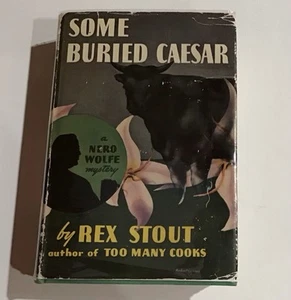 SOME
BURIED CAESAR
a
NERO
WOLFE
mystery
by REX STOUT
author of TOO MANY COOKS